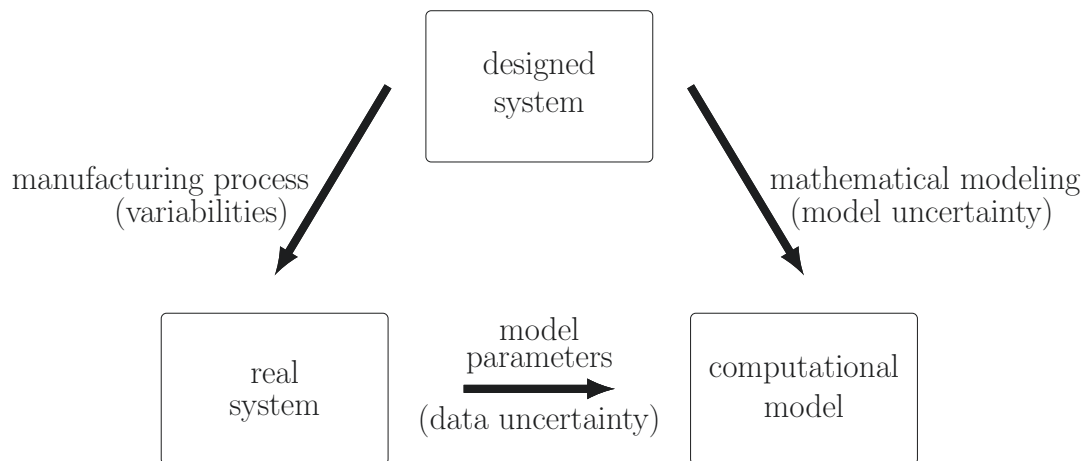 designed
system
manufacturing process
(variabilities)
mathematical modeling
(model uncertainty)
real
system
model
parameters
(data uncertainty)
computational
model